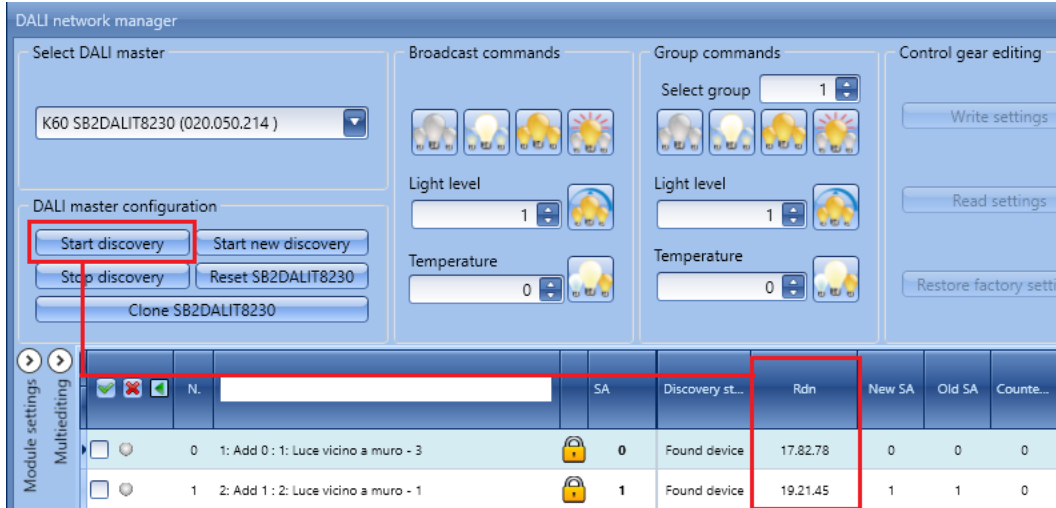 DALI network manager
Select DALI master
K60 SB2DALIT8230 (020.050.214 )
DALI master configuration
Start discovery
Start new discovery
Stop discovery
Reset SB2DALIT8230
Clone SB2DALIT8230
Broadcast commands
Light level
1
Temperature
0
Group commands
Select group
1
Light level
1
Temperature
0
Control gear editing
Write settings
Read settings
Restore factory setti
Module settings
Multiediting
N. SA Discovery st... Rdn New SA Old SA Counte...
0 1: Add 0 : 1: Luce vicino a muro - 3 0 Found device 17.82.78 0 0 0
1 2: Add 1 : 2: Luce vicino a muro - 1 1 Found device 19.21.45 1 1 0